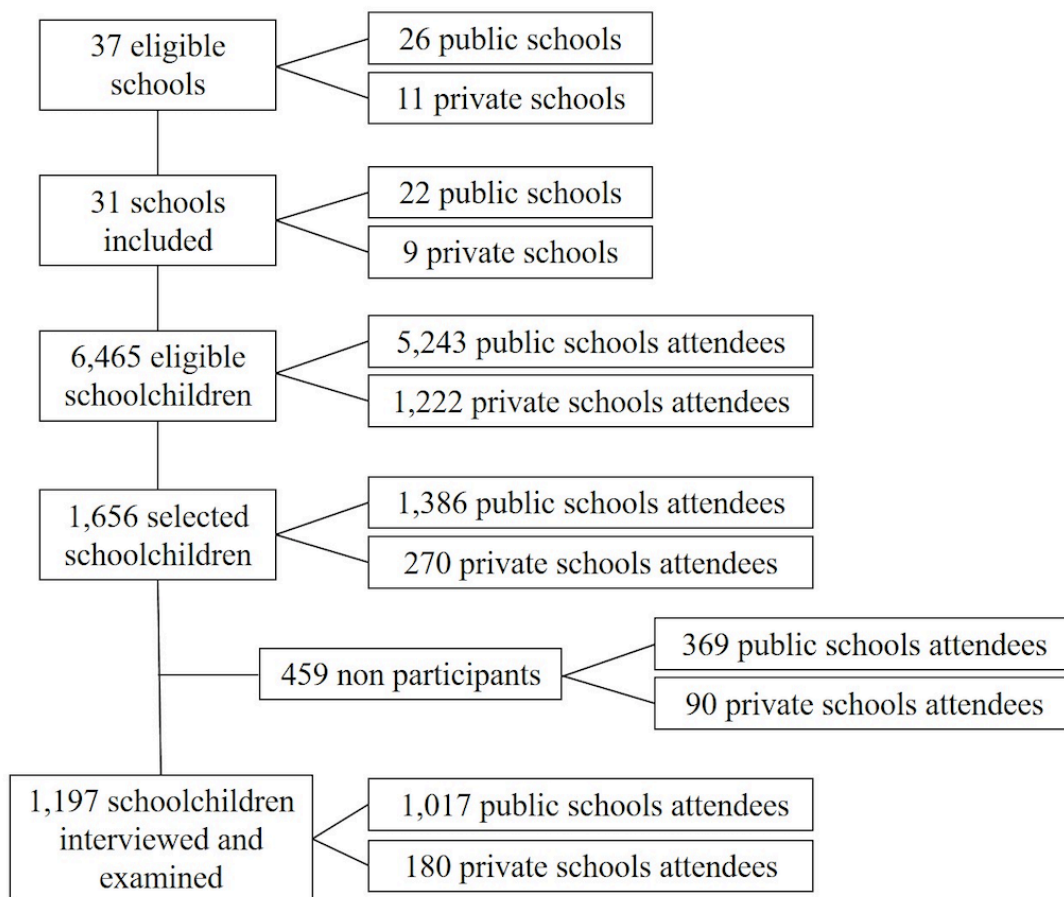 37 eligible
schools
26 public schools
11 private schools
31 schools
included
22 public schools
9 private schools
6,465 eligible
schoolchildren
5,243 public schools attendees
1,222 private schools attendees
1,656 selected
schoolchildren
1,386 public schools attendees
270 private schools attendees
459 non participants
369 public schools attendees
90 private schools attendees
1,197 schoolchildren
interviewed and
examined
1,017 public schools attendees
180 private schools attendees